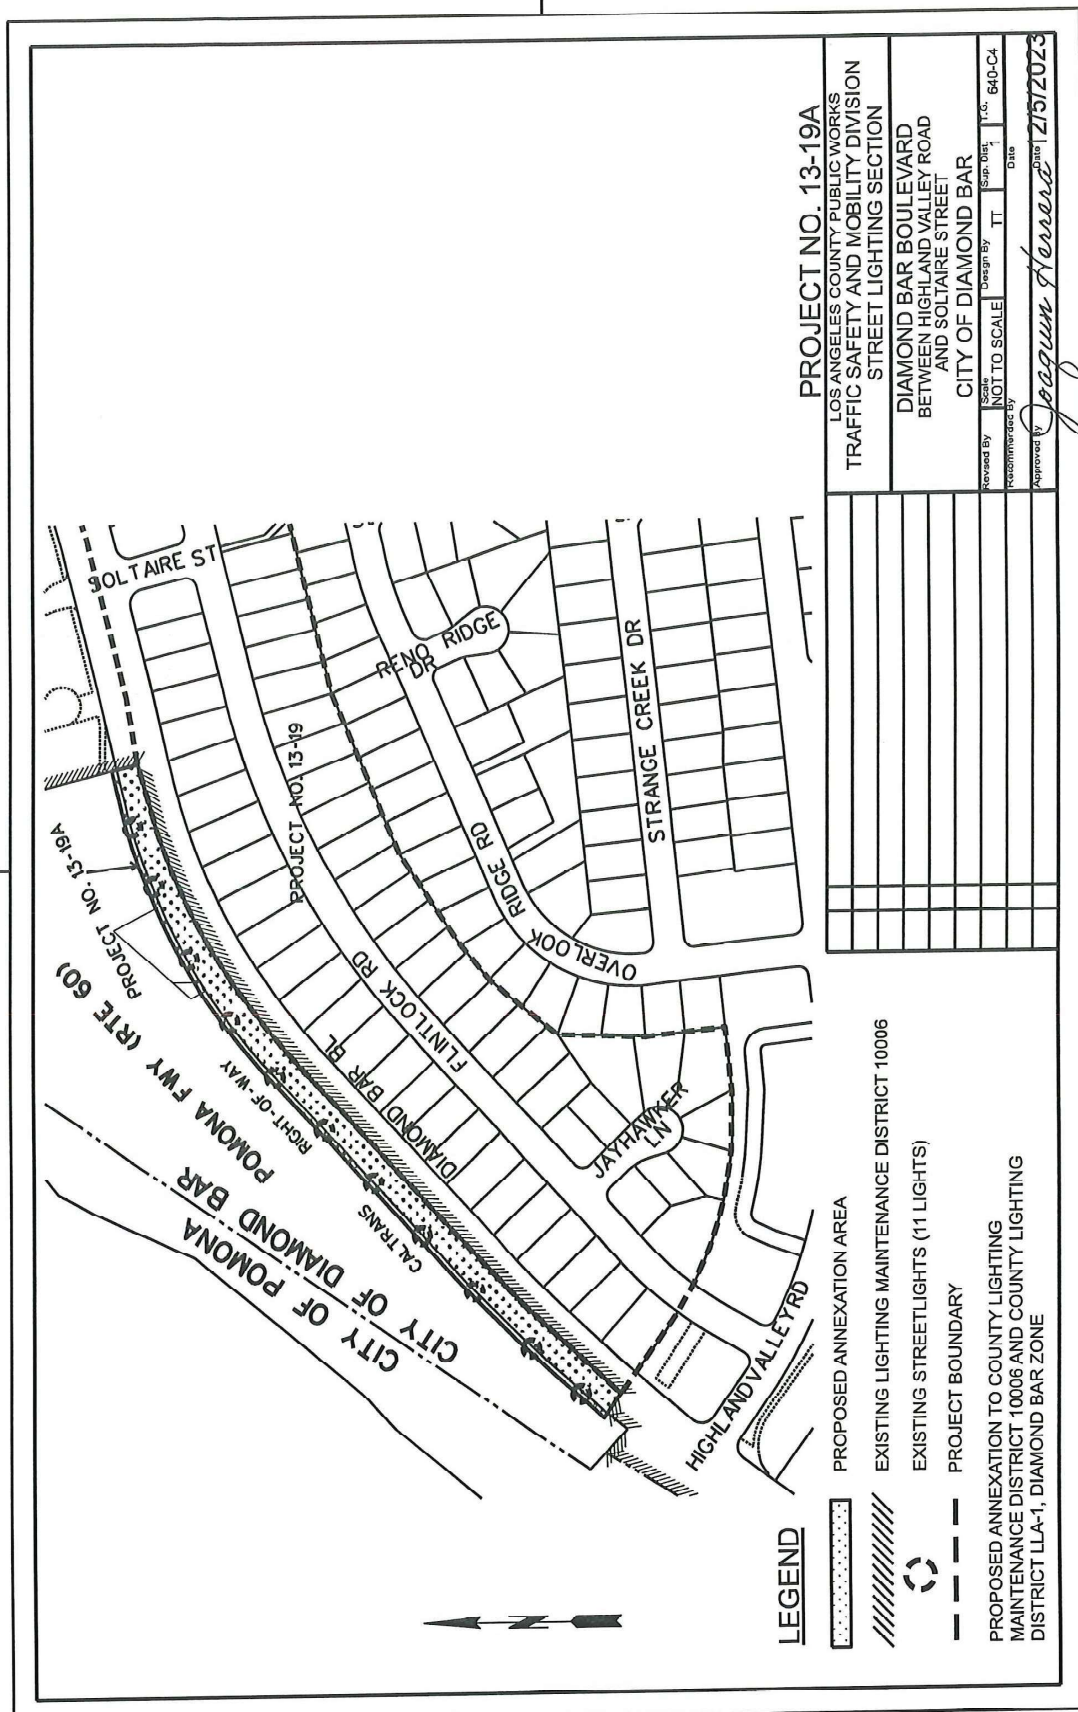 CITY OF POMONA
CITY OF DIAMOND BAR
POMONA FWY (RTE 60)
PROJECT NO. 13-19A
RIGHT-OF-WAY
CALTRANS
DIAMOND BAR BL
FLINTLOCK RD
PROJECT NO. 13-19
SOLTAIRE ST
RENO RIDGE
DR
OVERLOOK RIDGE RD
STRANGE CREEK DR
JAYHAWKER
LN
HIGHLAND VALLEY RD
N
LEGEND
PROPOSED ANNEXATION AREA
EXISTING LIGHTING MAINTENANCE DISTRICT 10006
EXISTING STREETLIGHTS (11 LIGHTS)
PROJECT BOUNDARY
PROPOSED ANNEXATION TO COUNTY LIGHTING
MAINTENANCE DISTRICT 10006 AND COUNTY LIGHTING
DISTRICT LLA-1, DIAMOND BAR ZONE
PROJECT NO. 13-19A
LOS ANGELES COUNTY PUBLIC WORKS
TRAFFIC SAFETY AND MOBILITY DIVISION
STREET LIGHTING SECTION
DIAMOND BAR BOULEVARD
BETWEEN HIGHLAND VALLEY ROAD
AND SOLTAIRE STREET
CITY OF DIAMOND BAR
Revised By Scale NOT TO SCALE Design By TT Sup. Dist. 1 T.G. 640-C4
Recommended By Date
Approved By Joaquin Herrera Date 2/5/2023